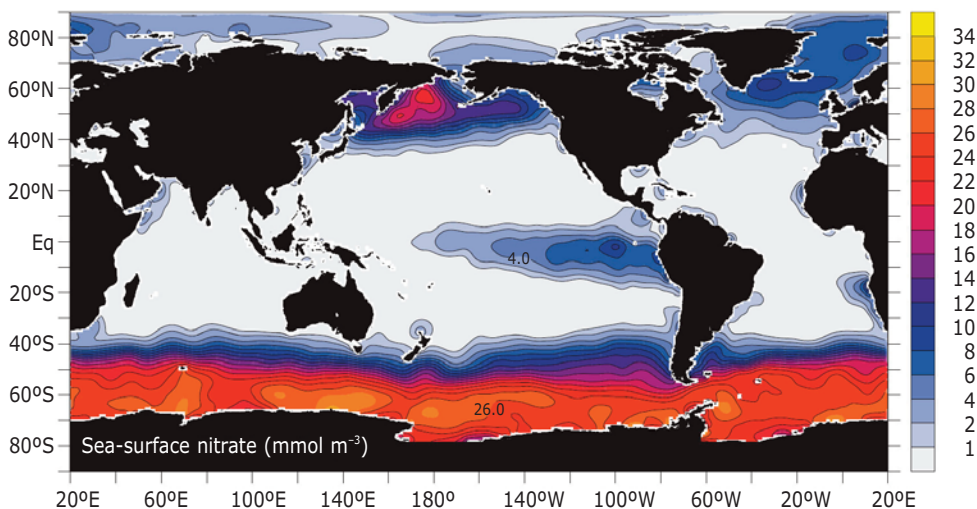 80ºN
60ºN
40ºN
20ºN
Eq
20ºS
40ºS
60ºS
80ºS
4.0
26.0
Sea-surface nitrate (mmol m⁻³)
20ºE 60ºE 100ºE 140ºE 180º 140ºW 100ºW 60ºW 20ºW 20ºE
34
32
30
28
26
24
22
20
18
16
14
12
10
8
6
4
2
1